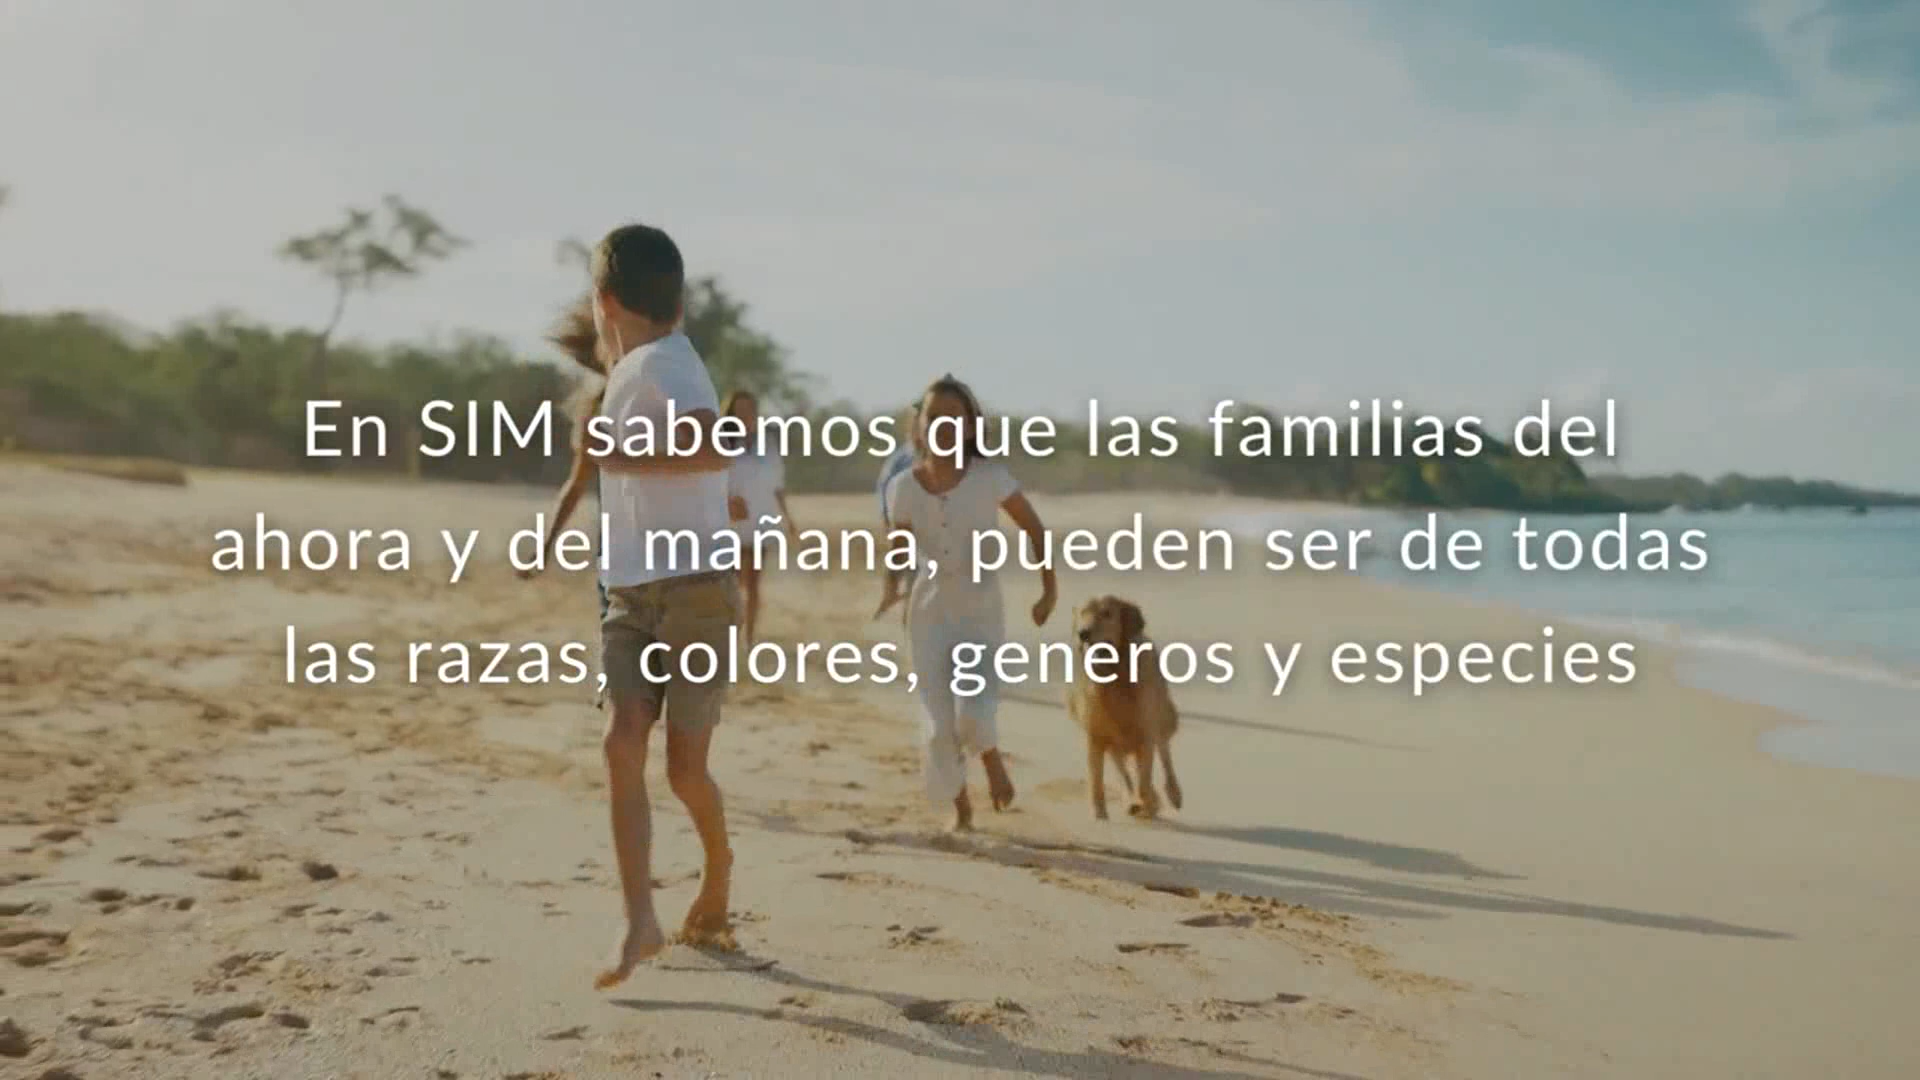 En SIM sabemos que las familias del
ahora y del mañana, pueden ser de todas
las razas, colores, generos y especies